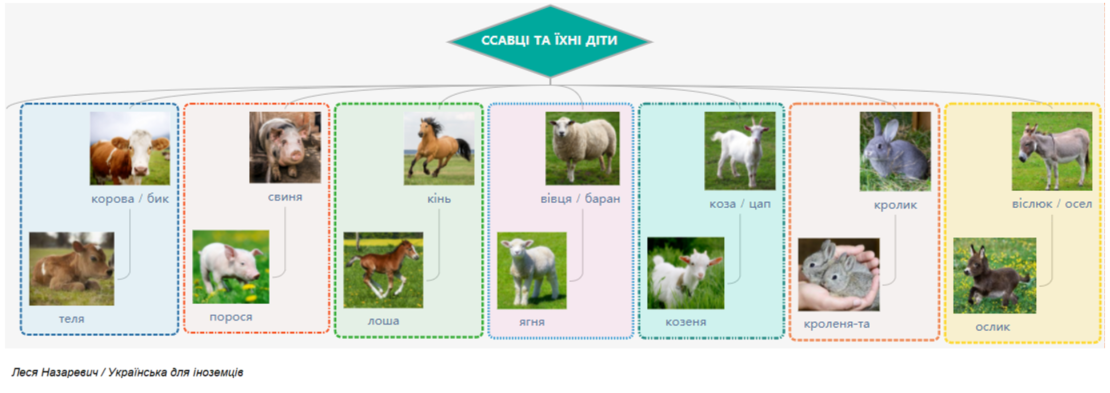 ССАВЦІ ТА ЇХНІ ДІТИ
корова / бик
теля
свиня
порося
кінь
лоша
вівця / баран
ягня
коза / цап
козеня
кролик
кроленя-та
віслюк / осел
ослик
Леся Назаревич / Українська для іноземців